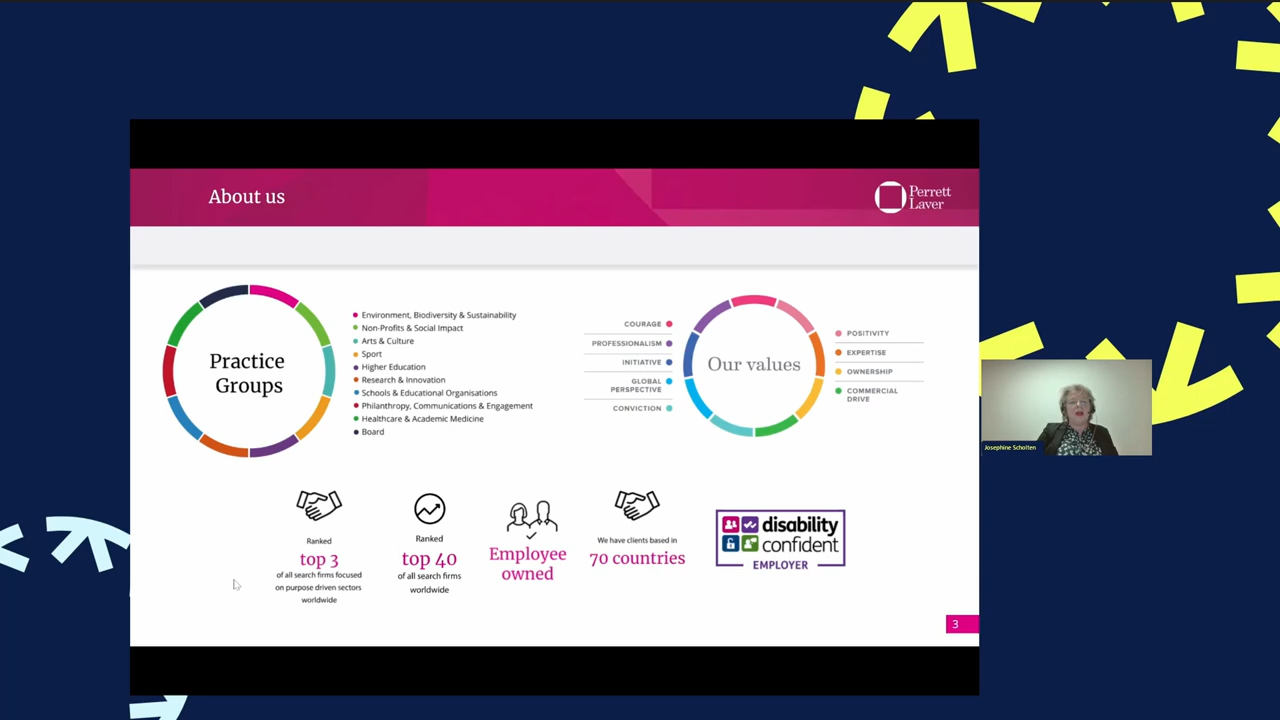 About us
Perrett
Laver
Practice
Groups
Environment, Biodiversity & Sustainability
Non-Profits & Social Impact
Arts & Culture
Sport
Higher Education
Research & Innovation
Schools & Educational Organisations
Philanthropy, Communications & Engagement
Healthcare & Academic Medicine
Board
COURAGE
PROFESSIONALISM
INITIATIVE
GLOBAL
PERSPECTIVE
CONVICTION
Our values
POSITIVITY
EXPERTISE
OWNERSHIP
COMMERCIAL
DRIVE
Josephine Scholten
Ranked
top 3
of all search firms focused
on purpose driven sectors
worldwide
Ranked
top 40
of all search firms
worldwide
Employee
owned
We have clients based in
70 countries
disability
confident
EMPLOYER
3